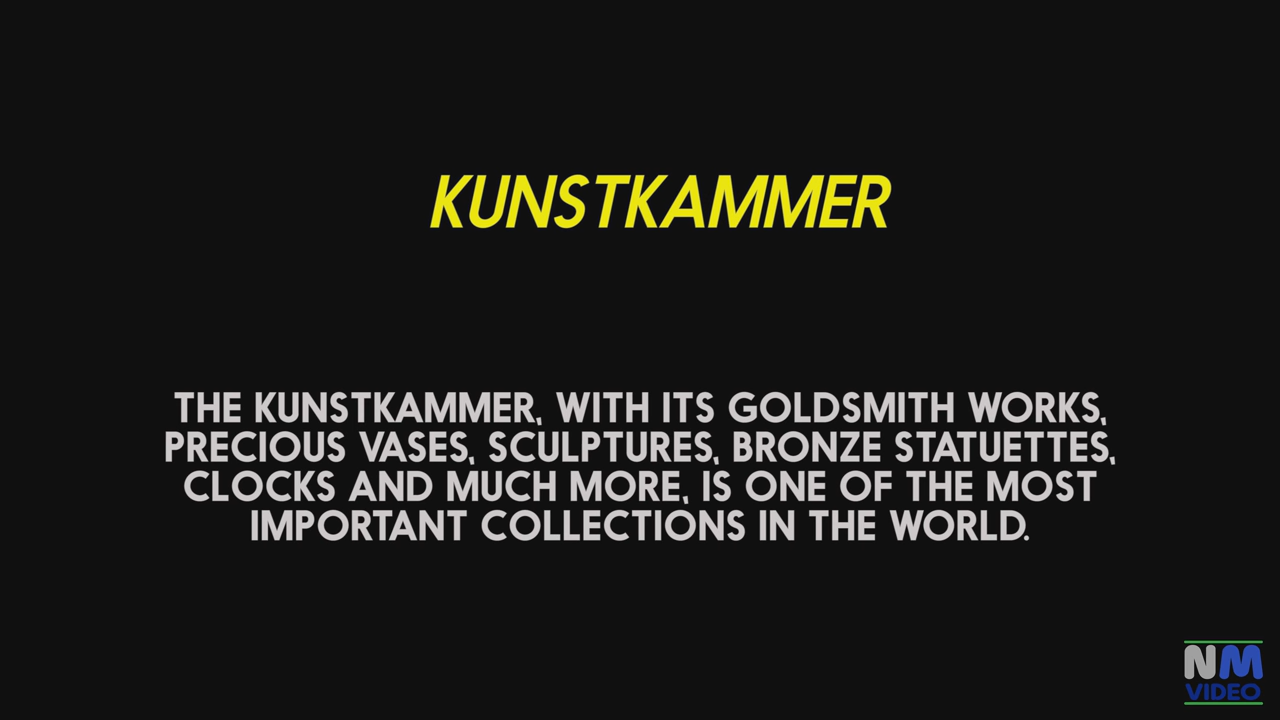 KUNSTKAMMER
THE KUNSTKAMMER, WITH ITS GOLDSMITH WORKS,
PRECIOUS VASES, SCULPTURES, BRONZE STATUETTES,
CLOCKS AND MUCH MORE, IS ONE OF THE MOST
IMPORTANT COLLECTIONS IN THE WORLD.
NM
VIDEO